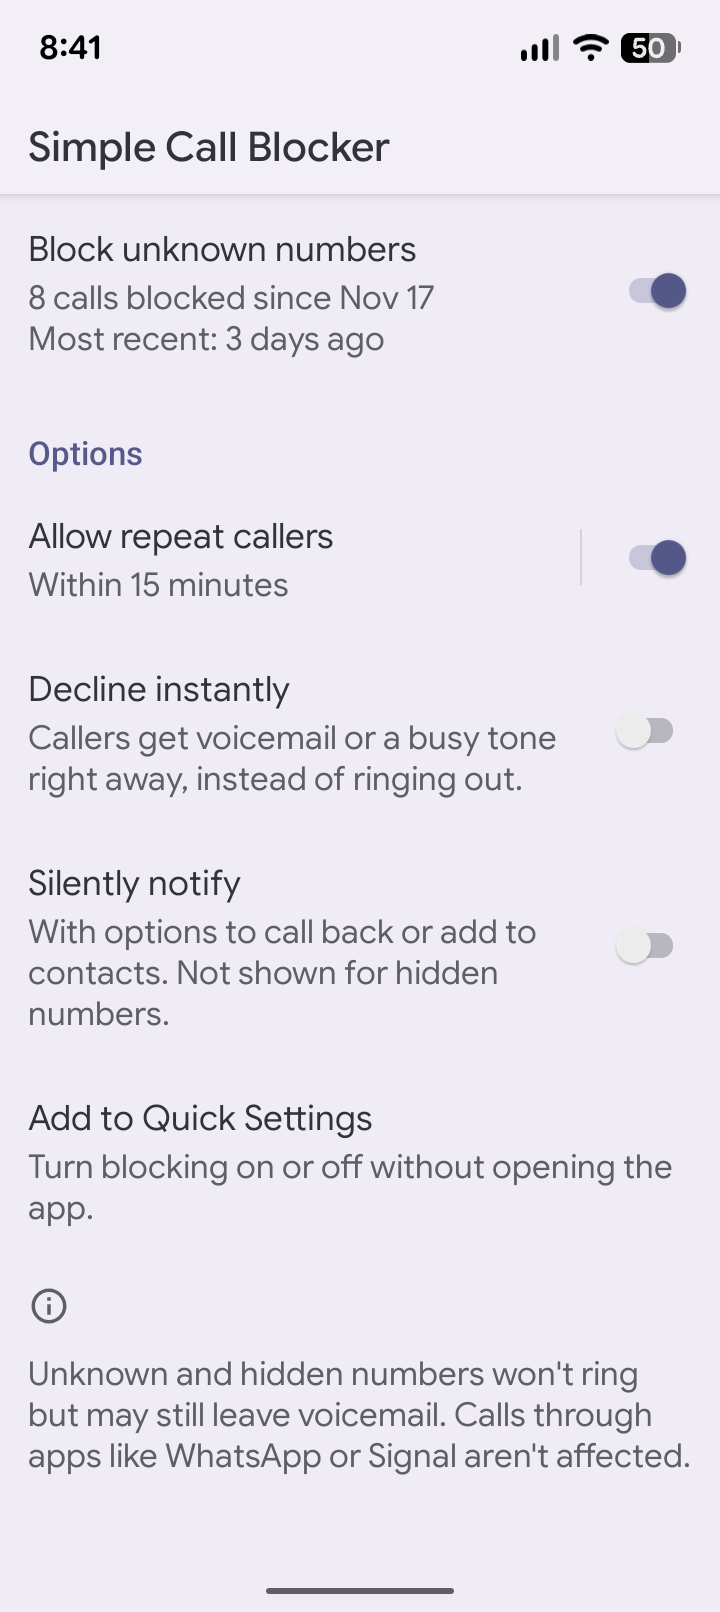 8:41
50
Simple Call Blocker
Block unknown numbers
8 calls blocked since Nov 17
Most recent: 3 days ago
Options
Allow repeat callers
Within 15 minutes
Decline instantly
Callers get voicemail or a busy tone
right away, instead of ringing out.
Silently notify
With options to call back or add to
contacts. Not shown for hidden
numbers.
Add to Quick Settings
Turn blocking on or off without opening the
app.
Unknown and hidden numbers won't ring
but may still leave voicemail. Calls through
apps like WhatsApp or Signal aren't affected.